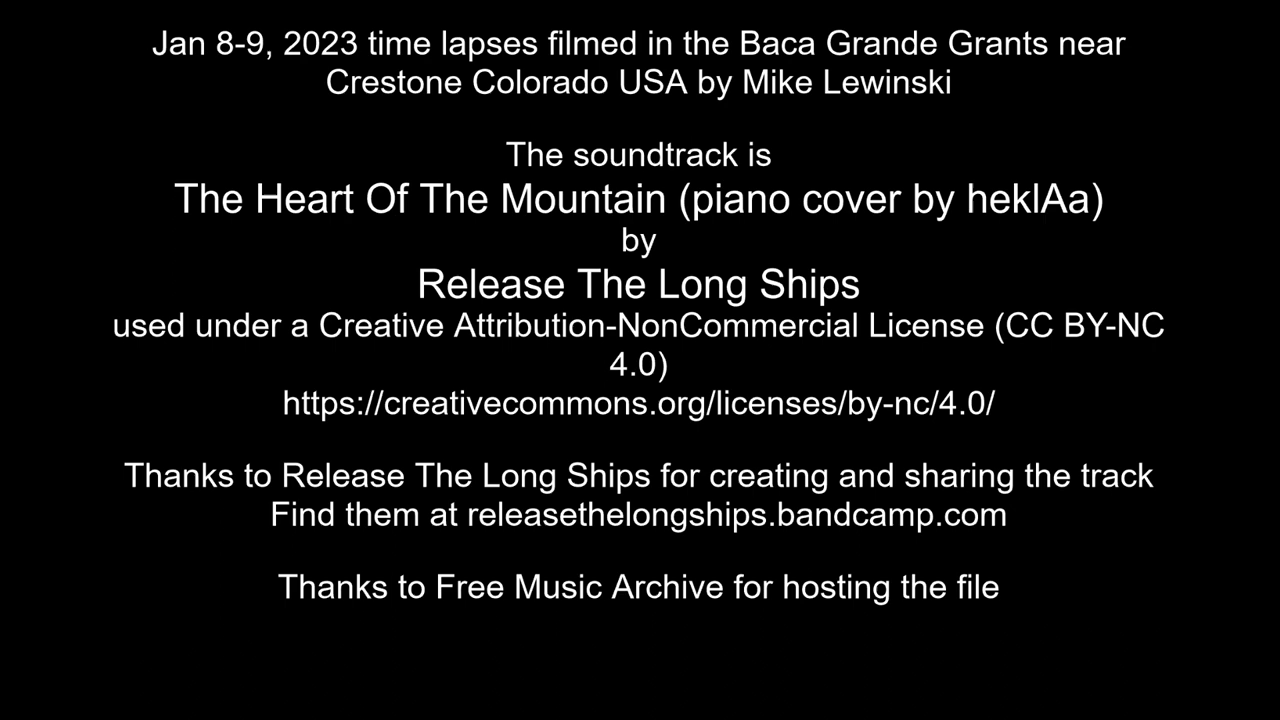 Jan 8-9, 2023 time lapses filmed in the Baca Grande Grants near
Crestone Colorado USA by Mike Lewinski
The soundtrack is
The Heart Of The Mountain (piano cover by heklAa)
by
Release The Long Ships
used under a Creative Attribution-NonCommercial License (CC BY-NC
4.0)
https://creativecommons.org/licenses/by-nc/4.0/
Thanks to Release The Long Ships for creating and sharing the track
Find them at releasethelongships.bandcamp.com
Thanks to Free Music Archive for hosting the file